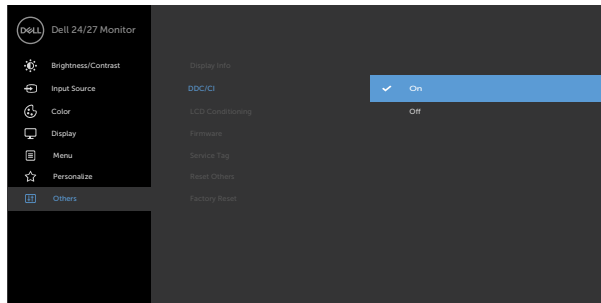 DELL
Dell 24/27 Monitor
Brightness/Contrast
Input Source
Color
Display
Menu
Personalize
Others
Display Info
DDC/CI
LCD Conditioning
Firmware
Service Tag
Reset Others
Factory Reset
On
Off